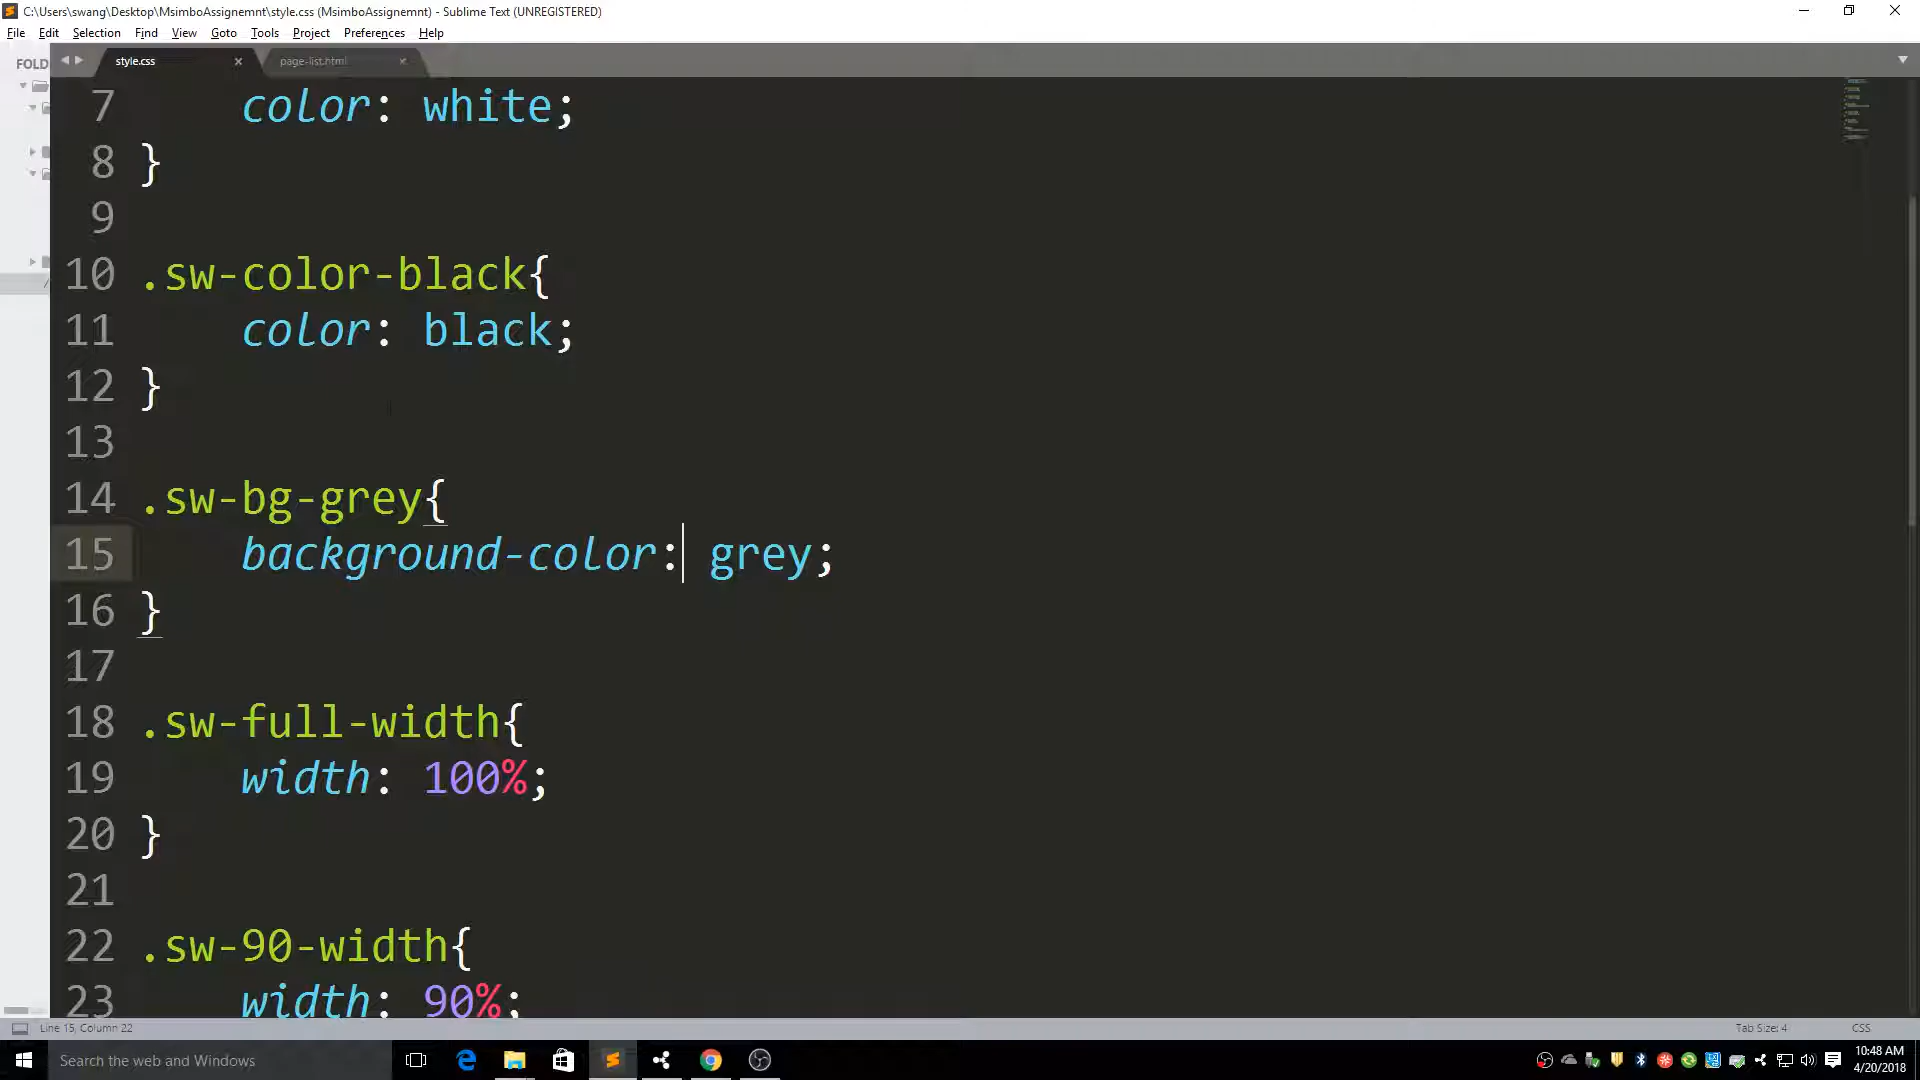 C:\Users\swang\Desktop\MsimboAssignemnt\style.css (MsimboAssignemnt) - Sublime Text (UNREGISTERED)
File Edit Selection Find View Goto Tools Project Preferences Help
FOLD
style.css page-list.html
7 color: white;
8 }
9
10 .sw-color-black{
11 color: black;
12 }
13
14 .sw-bg-grey{
15 background-color: grey;
16 }
17
18 .sw-full-width{
19 width: 100%;
20 }
21
22 .sw-90-width{
23 width: 90%;
Line 15, Column 22 Tab Size: 4 CSS
Search the web and Windows
10:48 AM
4/20/2018